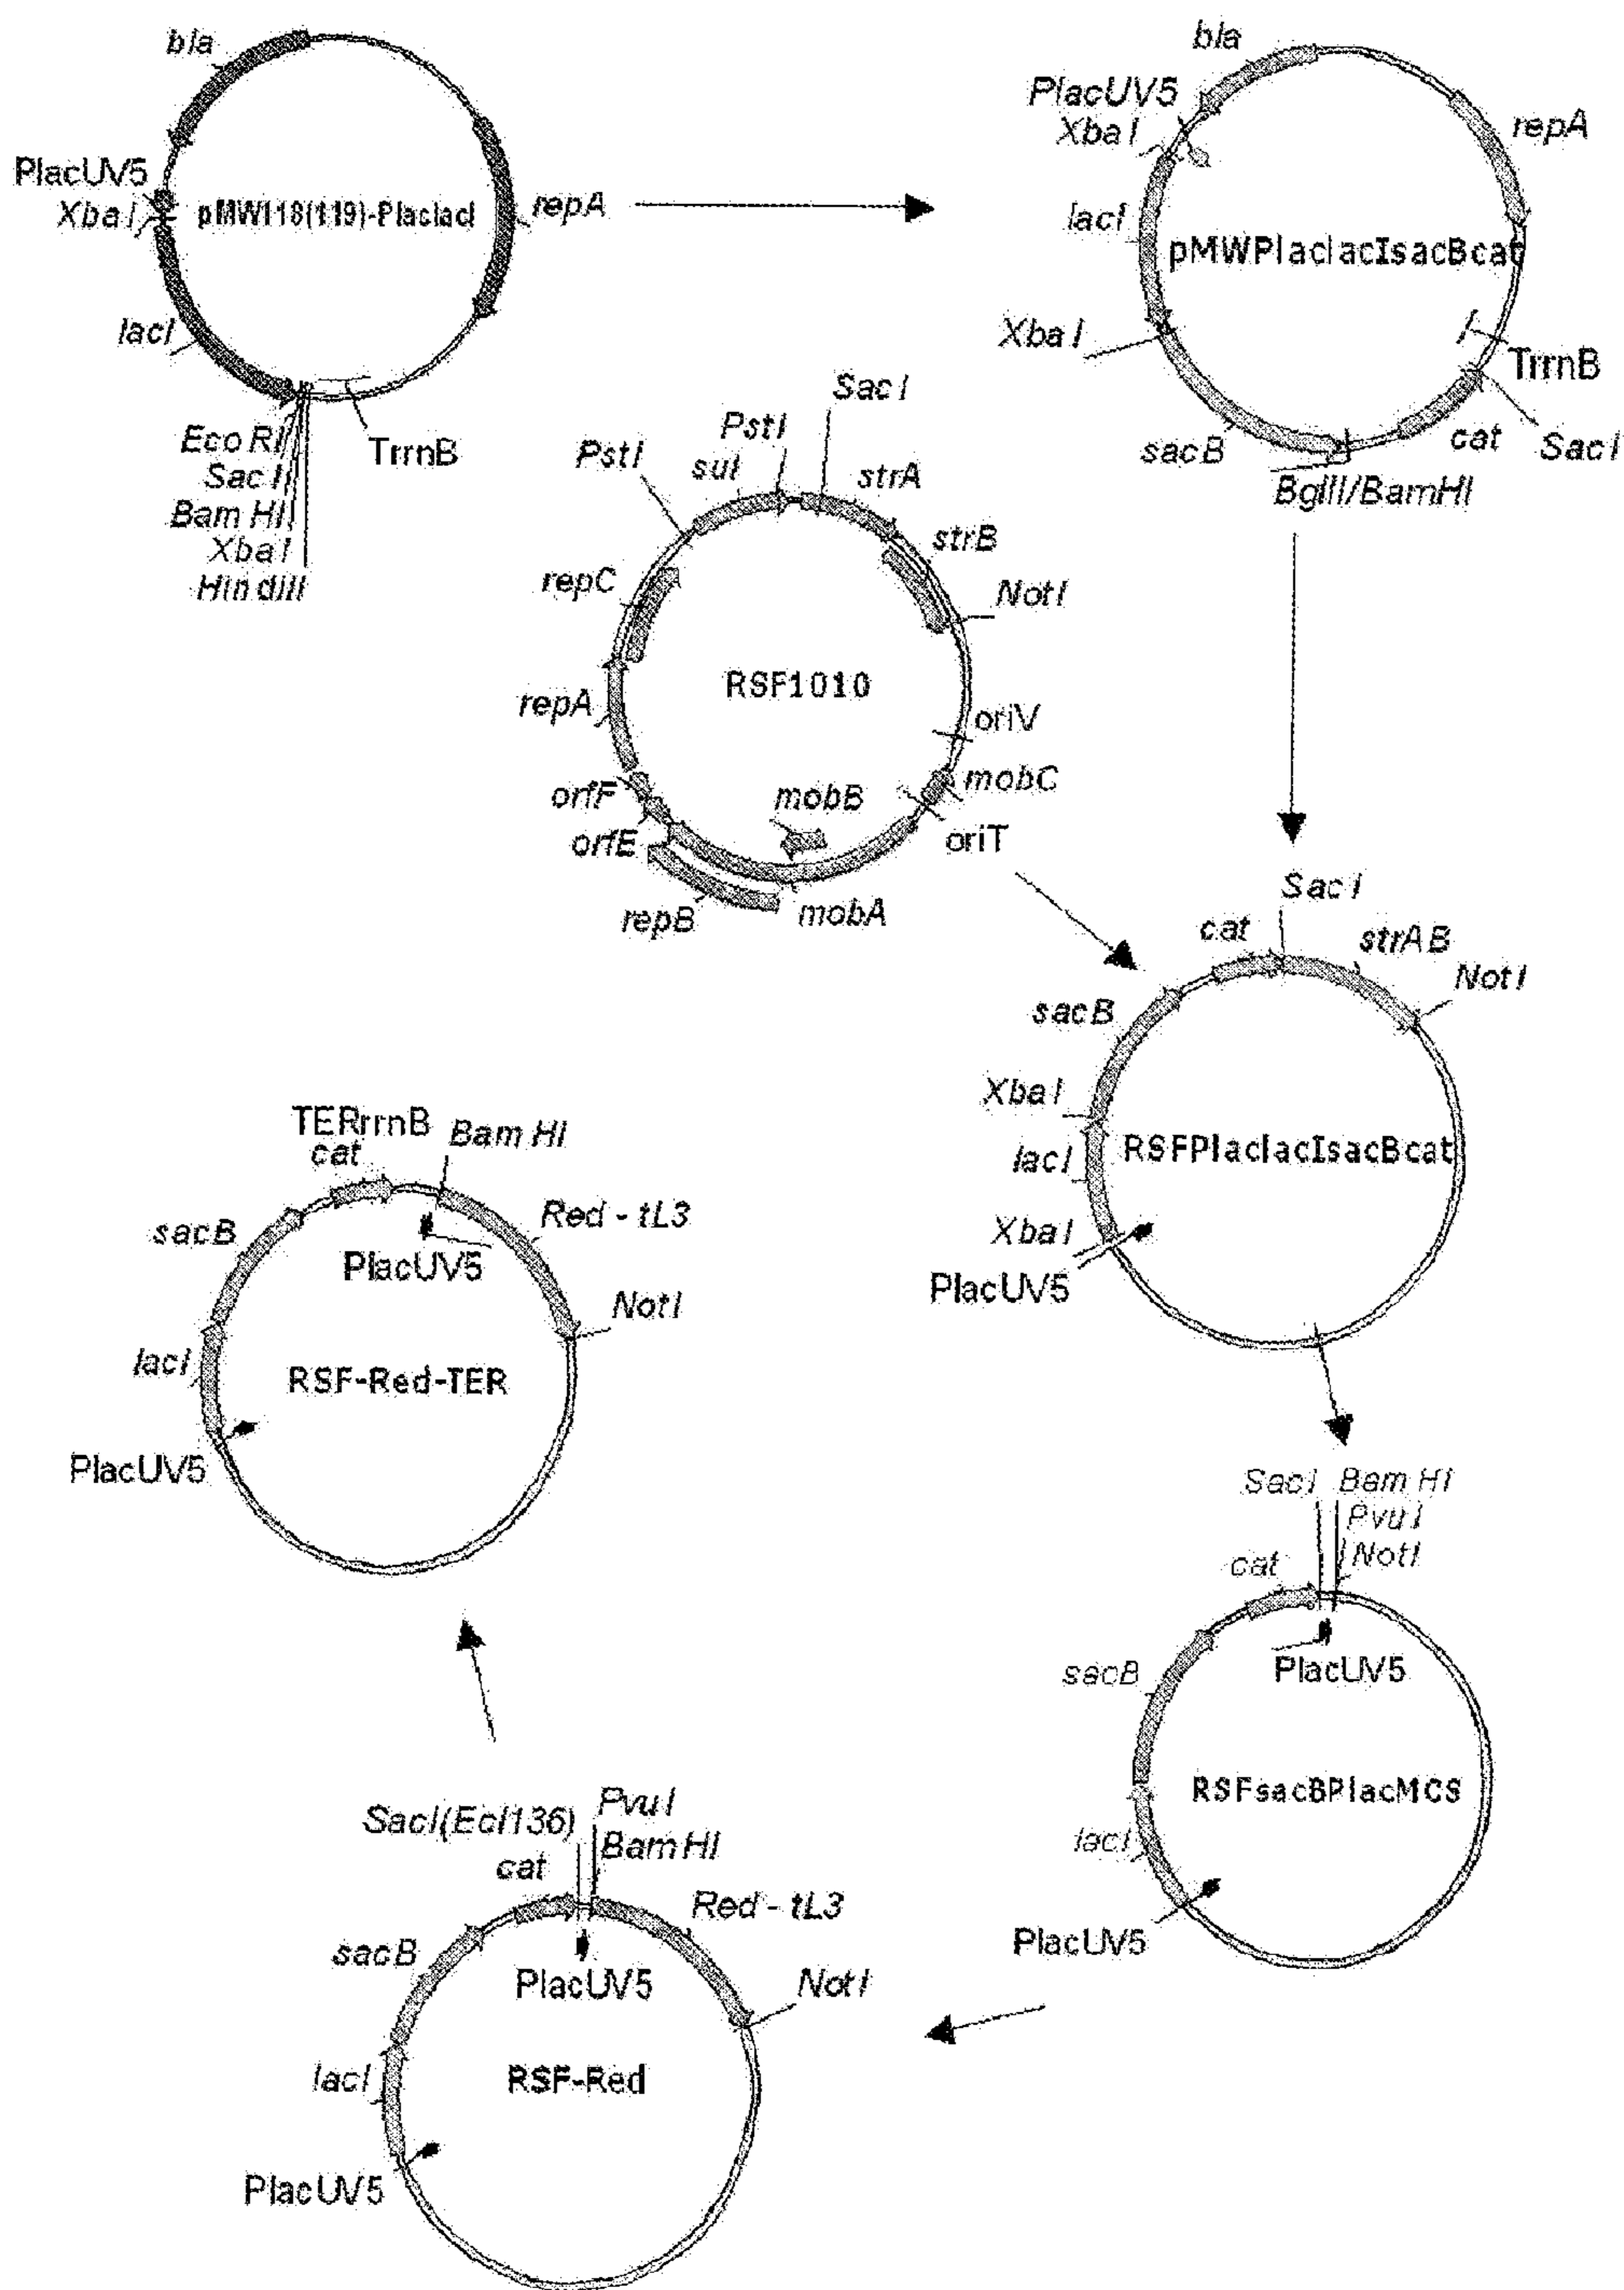 bla
PlacUV5
XbaI
pMW118(119)-PlaclacI
repA
lacI
EcoRI
SacI
BamHI
XbaI
HindIII
TrrnB
bla
PlacUV5
XbaI
repA
lacI
pMWPlaclacIsacBcat
XbaI
TrrnB
cat
SacI
sacB
BglII/BamHI
PstI
sul
PstI
SacI
strA
strB
NotI
repC
RSF1010
repA
oriV
orfF
mobB
mobC
orfE
oriT
repB
mobA
SacI
cat
strAB
NotI
sacB
XbaI
lacI
RSFPlaclacIsacBcat
XbaI
PlacUV5
TERrrnB
cat
BamHI
sacB
Red - tL3
PlacUV5
NotI
lacI
RSF-Red-TER
PlacUV5
SacI BamHI
PvuI
cat
NotI
sacB
PlacUV5
RSFsacBPlacMCS
lacI
PlacUV5
SacI(Ecl136)
PvuI
BamHI
cat
Red - tL3
sacB
PlacUV5
NotI
lacI
RSF-Red
PlacUV5